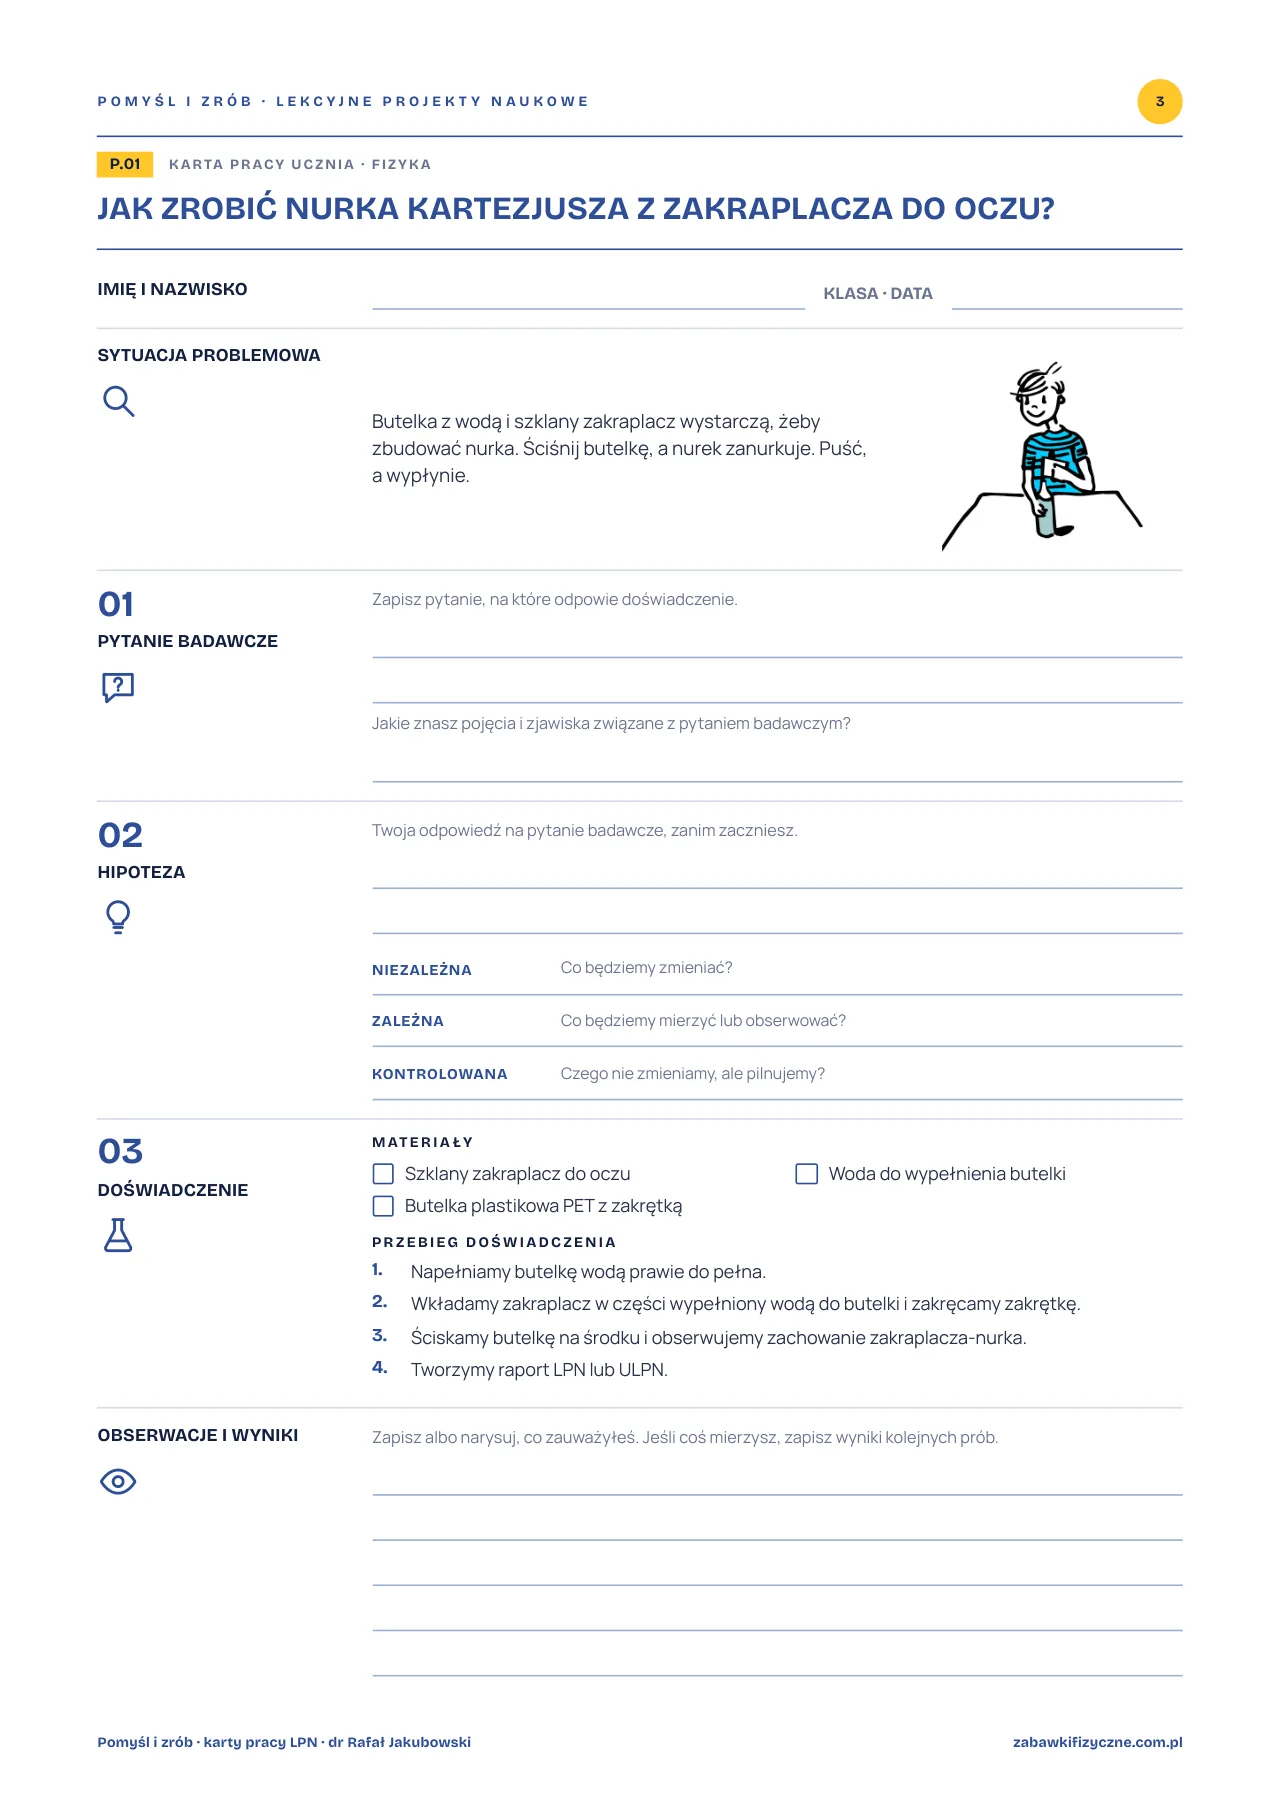 POMYŚL I ZRÓB · LEKCYJNE PROJEKTY NAUKOWE
3
P.01 KARTA PRACY UCZNIA · FIZYKA
JAK ZROBIĆ NURKA KARTEZJUSZA Z ZAKRAPLACZA DO OCZU?
IMIĘ I NAZWISKO
KLASA · DATA
SYTUACJA PROBLEMOWA
Butelka z wodą i szklany zakraplacz wystarczą, żeby
zbudować nurka. Ściśnij butelkę, a nurek zanurkuje. Puść,
a wypłynie.
01
PYTANIE BADAWCZE
?
Zapisz pytanie, na które odpowie doświadczenie.
Jakie znasz pojęcia i zjawiska związane z pytaniem badawczym?
02
HIPOTEZA
Twoja odpowiedź na pytanie badawcze, zanim zaczniesz.
NIEZALEŻNA Co będziemy zmieniać?
ZALEŻNA Co będziemy mierzyć lub obserwować?
KONTROLOWANA Czego nie zmieniamy, ale pilnujemy?
03
DOŚWIADCZENIE
MATERIAŁY
Szklany zakraplacz do oczu
Woda do wypełnienia butelki
Butelka plastikowa PET z zakrętką
PRZEBIEG DOŚWIADCZENIA
1. Napełniamy butelkę wodą prawie do pełna.
2. Wkładamy zakraplacz w części wypełniony wodą do butelki i zakręcamy zakrętkę.
3. Ściskamy butelkę na środku i obserwujemy zachowanie zakraplacza-nurka.
4. Tworzymy raport LPN lub ULPN.
OBSERWACJE I WYNIKI
Zapisz albo narysuj, co zauważyłeś. Jeśli coś mierzysz, zapisz wyniki kolejnych prób.
Pomyśl i zrób · karty pracy LPN · dr Rafał Jakubowski
zabawkifizyczne.com.pl